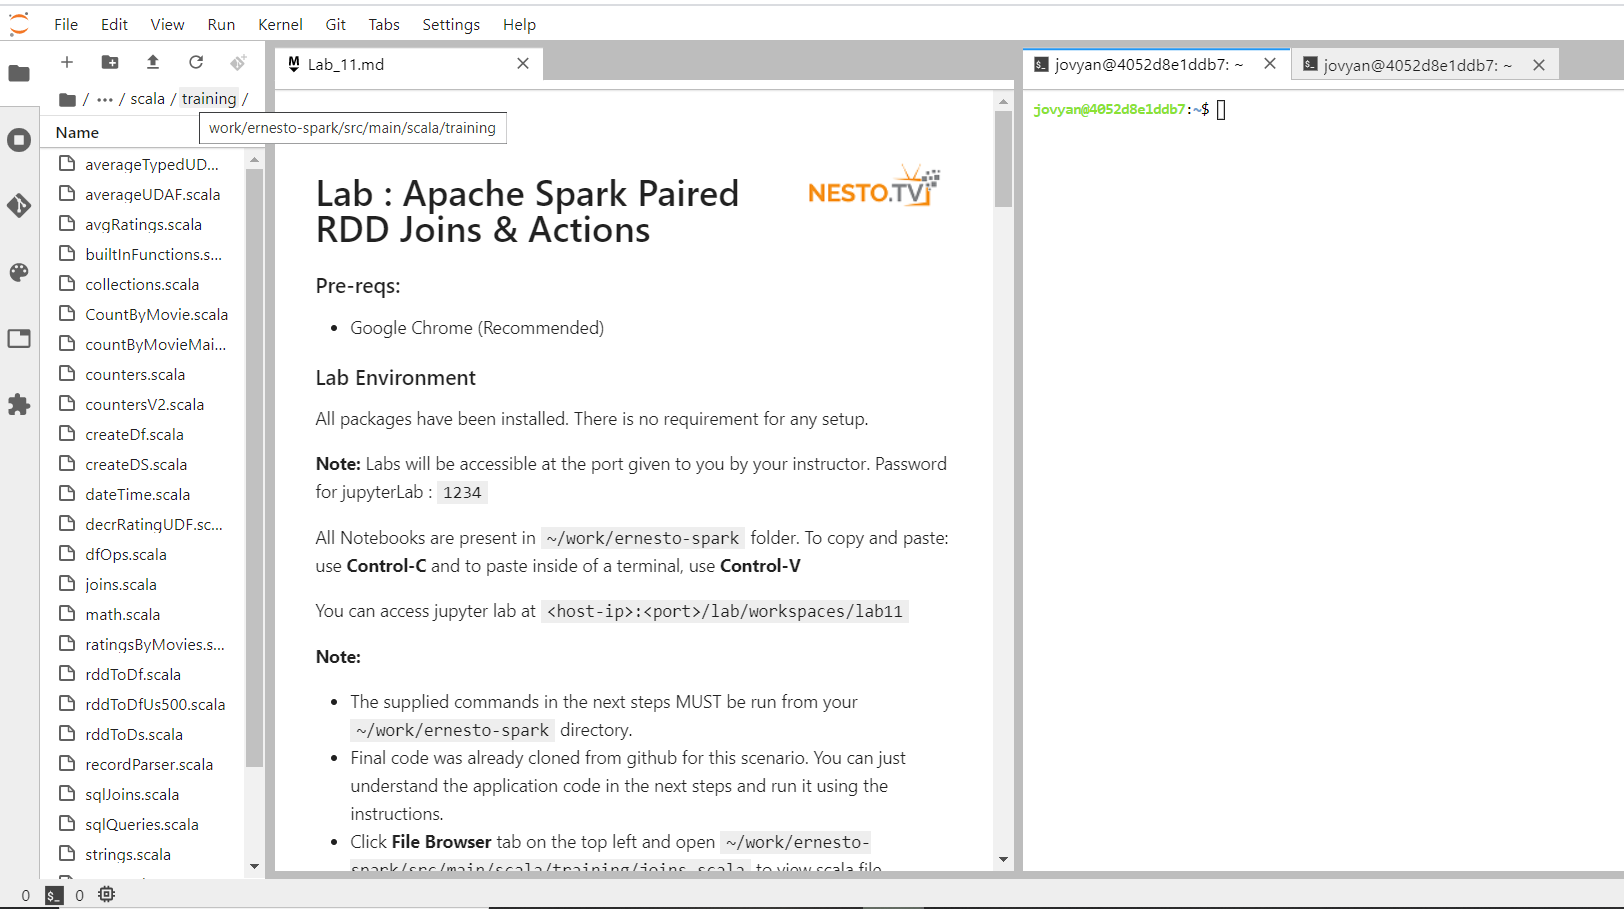 File Edit View Run Kernel Git Tabs Settings Help
Lab_11.md
jovyan@4052d8e1ddb7: ~
jovyan@4052d8e1ddb7: ~
/ ··· / scala / training /
work/ernesto-spark/src/main/scala/training
Name
averageTypedUD...
averageUDAF.scala
avgRatings.scala
builtInFunctions.s...
collections.scala
CountByMovie.scala
countByMovieMai...
counters.scala
countersV2.scala
createDf.scala
createDS.scala
dateTime.scala
decrRatingUDF.sc...
dfOps.scala
joins.scala
math.scala
ratingsByMovies.s...
rddToDf.scala
rddToDfUs500.scala
rddToDs.scala
recordParser.scala
sqlJoins.scala
sqlQueries.scala
strings.scala
Lab : Apache Spark Paired
RDD Joins & Actions
NESTO.TV
Pre-reqs:
• Google Chrome (Recommended)
Lab Environment
All packages have been installed. There is no requirement for any setup.
Note: Labs will be accessible at the port given to you by your instructor. Password
for jupyterLab : 1234
All Notebooks are present in ~/work/ernesto-spark folder. To copy and paste:
use Control-C and to paste inside of a terminal, use Control-V
You can access jupyter lab at <host-ip>:<port>/lab/workspaces/lab11
Note:
• The supplied commands in the next steps MUST be run from your
~/work/ernesto-spark directory.
• Final code was already cloned from github for this scenario. You can just
understand the application code in the next steps and run it using the
instructions.
• Click File Browser tab on the top left and open ~/work/ernesto-
spark/src/main/scala/training/joins.scala to view scala file
jovyan@4052d8e1ddb7:~$
0 $_ 0